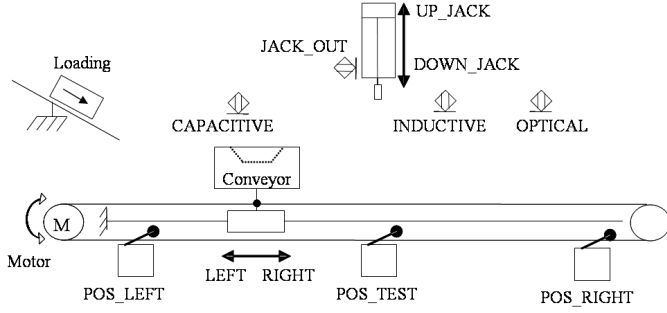 UP_JACK
JACK_OUT
Loading
DOWN_JACK
CAPACITIVE
INDUCTIVE
OPTICAL
Conveyor
M
Motor
LEFT
RIGHT
POS_LEFT
POS_TEST
POS_RIGHT